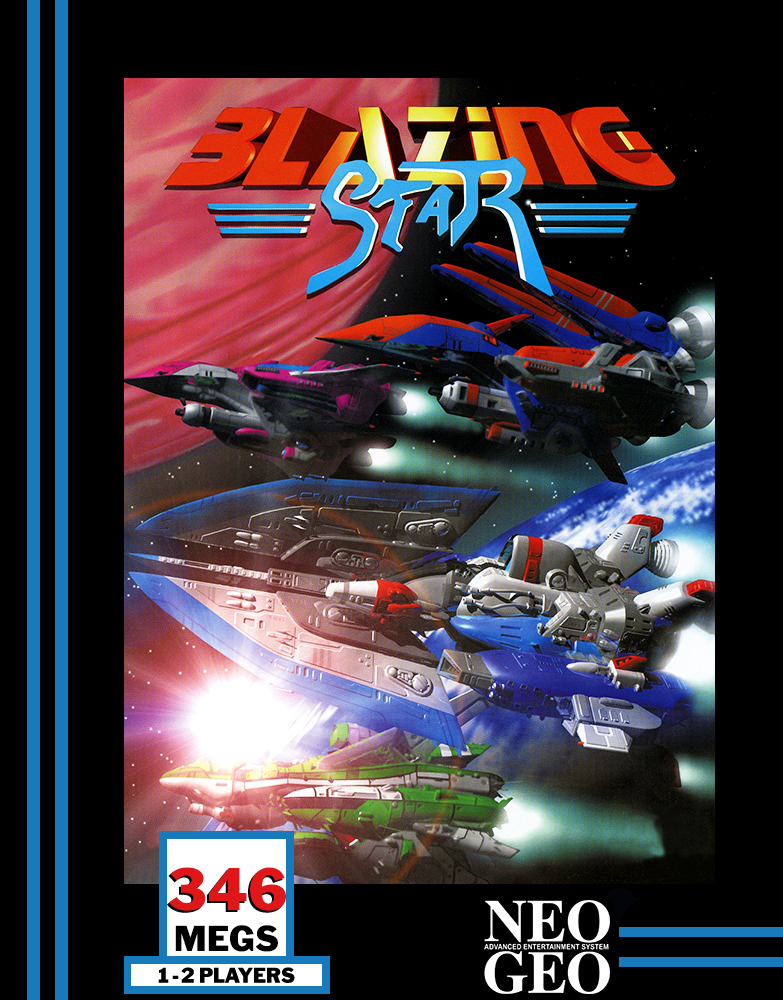 BLAZING
STAR
346
MEGS
1-2 PLAYERS
NEO
ADVANCED ENTERTAINMENT SYSTEM
GEO